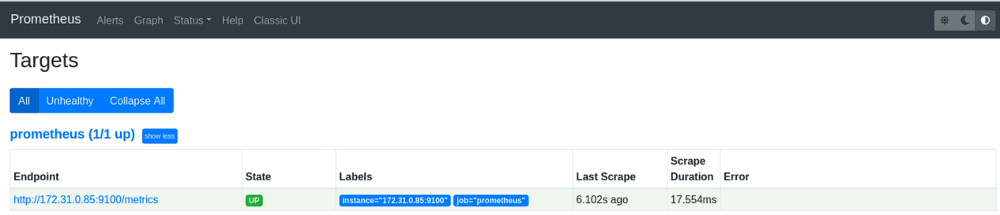 Prometheus Alerts Graph Status Help Classic UI
Targets
All Unhealthy Collapse All
prometheus (1/1 up) show less
Endpoint State Labels Last Scrape Scrape Duration Error
http://172.31.0.85:9100/metrics UP instance="172.31.0.85:9100" job="prometheus" 6.102s ago 17.554ms